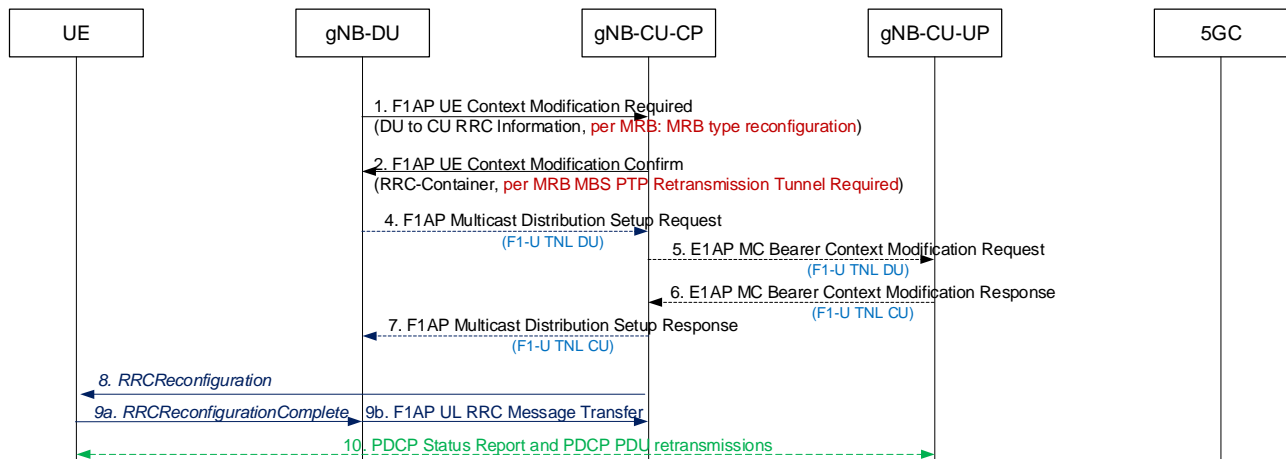 UE
gNB-DU
gNB-CU-CP
gNB-CU-UP
5GC
1. F1AP UE Context Modification Required
(DU to CU RRC Information, per MRB: MRB type reconfiguration)
2. F1AP UE Context Modification Confirm
(RRC-Container, per MRB MBS PTP Retransmission Tunnel Required)
4. F1AP Multicast Distribution Setup Request
(F1-U TNL DU)
5. E1AP MC Bearer Context Modification Request
(F1-U TNL DU)
6. E1AP MC Bearer Context Modification Response
(F1-U TNL CU)
7. F1AP Multicast Distribution Setup Response
(F1-U TNL CU)
8. RRCReconfiguration
9a. RRCReconfigurationComplete
9b. F1AP UL RRC Message Transfer
10. PDCP Status Report and PDCP PDU retransmissions